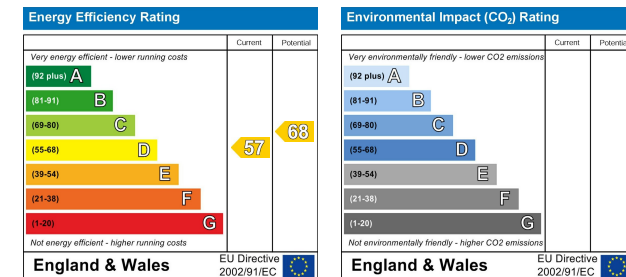 Energy Efficiency Rating
Current Potential
Very energy efficient - lower running costs
(92 plus) A
(81-91) B
(69-80) C
(55-68) D
(39-54) E
(21-38) F
(1-20) G
57
68
Not energy efficient - higher running costs
England & Wales
EU Directive
2002/91/EC
Environmental Impact (CO₂) Rating
Current Potential
Very environmentally friendly - lower CO2 emissions
(92 plus) A
(81-91) B
(69-80) C
(55-68) D
(39-54) E
(21-38) F
(1-20) G
Not environmentally friendly - higher CO2 emissions
England & Wales
EU Directive
2002/91/EC